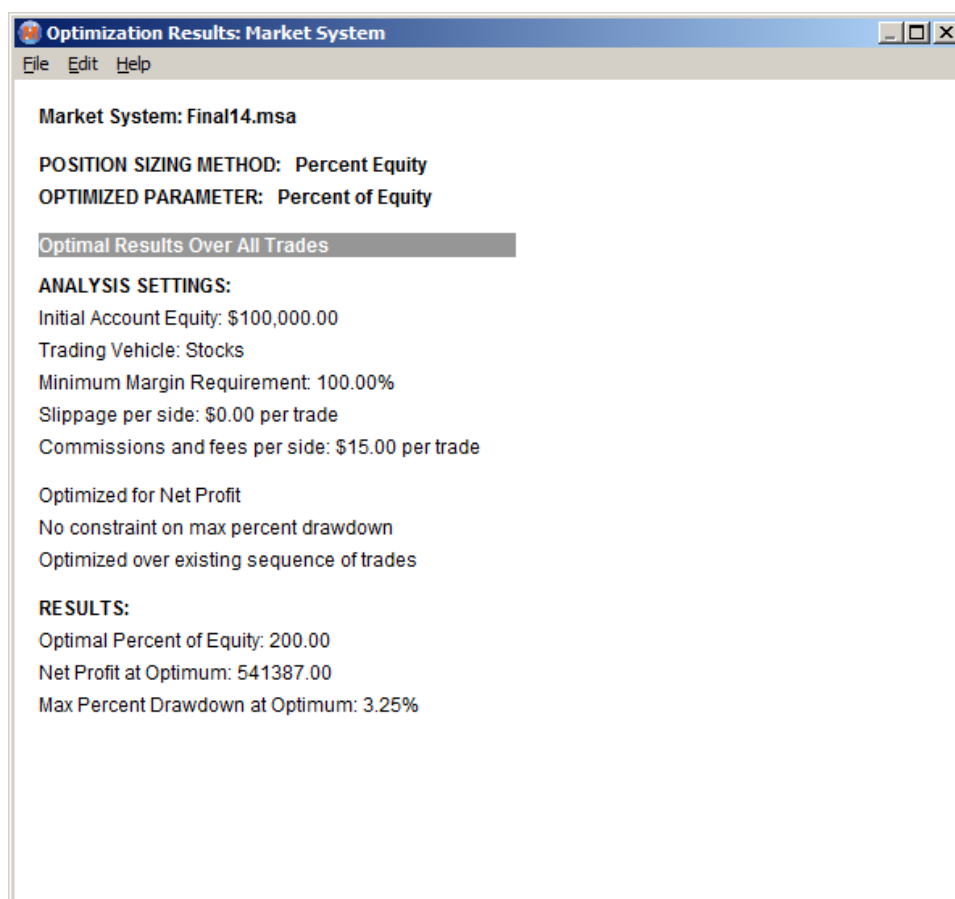 Optimization Results: Market System
File Edit Help
Market System: Final14.msa
POSITION SIZING METHOD: Percent Equity
OPTIMIZED PARAMETER: Percent of Equity
Optimal Results Over All Trades
ANALYSIS SETTINGS:
Initial Account Equity: $100,000.00
Trading Vehicle: Stocks
Minimum Margin Requirement: 100.00%
Slippage per side: $0.00 per trade
Commissions and fees per side: $15.00 per trade
Optimized for Net Profit
No constraint on max percent drawdown
Optimized over existing sequence of trades
RESULTS:
Optimal Percent of Equity: 200.00
Net Profit at Optimum: 541387.00
Max Percent Drawdown at Optimum: 3.25%